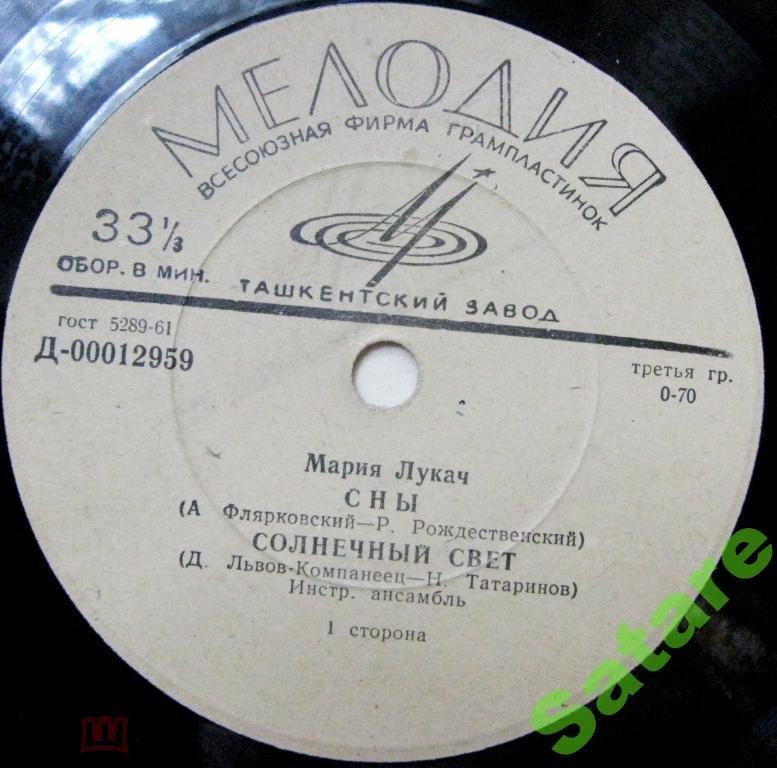 МЕЛОДИЯ
ВСЕСОЮЗНАЯ ФИРМА ГРАМПЛАСТИНОК
33⅓
ОБОР. В МИН.
ТАШКЕНТСКИЙ ЗАВОД
гост 5289-61
Д-00012959
третья гр.
0-70
Мария Лукач
СНЫ
(А Флярковский—Р. Рождественский)
СОЛНЕЧНЫЙ СВЕТ
(Д. Львов-Компанеец—Н. Татаринов)
Инстр. ансамбль
1 сторона
Satare